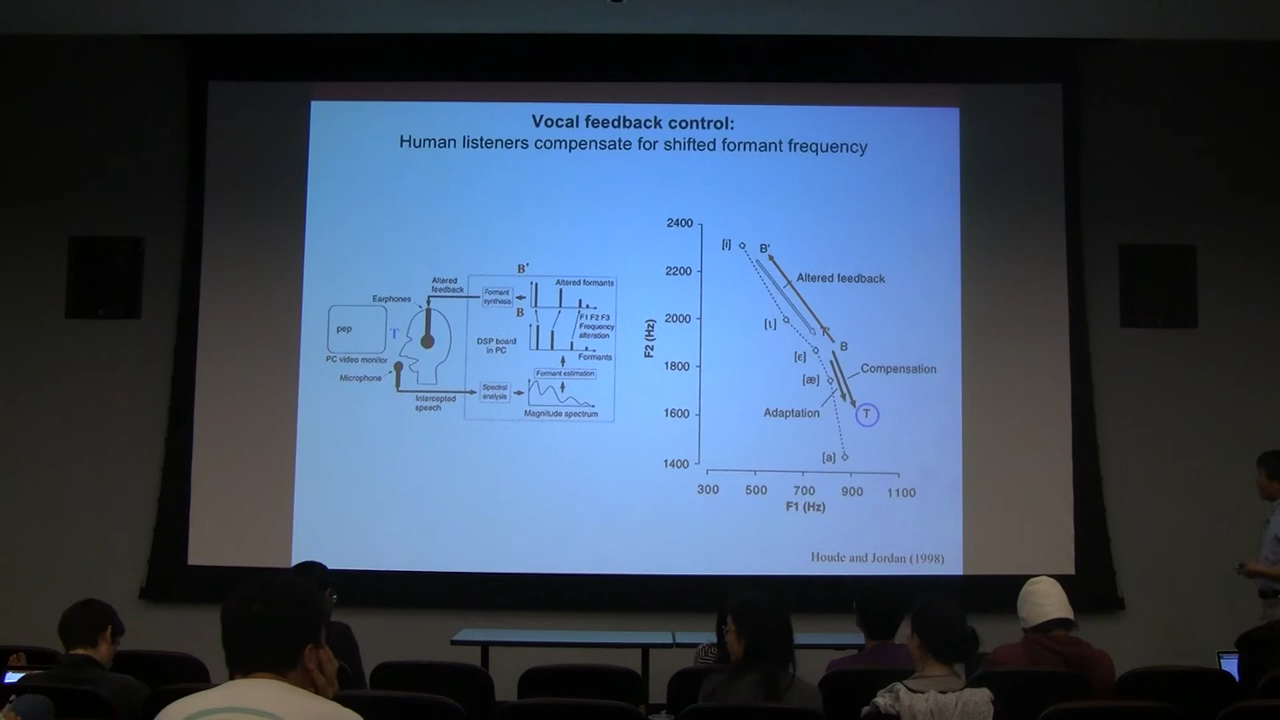 Vocal feedback control:
Human listeners compensate for shifted formant frequency
B'
Altered
feedback
Formant
synthesis
Altered formants
Earphones
B
pep
T
F1 F2 F3
Frequency
alteration
DSP board
in PC
Formants
PC video monitor
Microphone
Formant estimation
Spectral
analysis
Intercepted
speech
Magnitude spectrum
2400
[i]
B'
2200
Altered feedback
2000
[ɩ]
T'
F2 (Hz)
B
1800
[ɛ]
Compensation
[æ]
1600
Adaptation
T
1400
[a]
300 500 700 900 1100
F1 (Hz)
Houde and Jordan (1998)